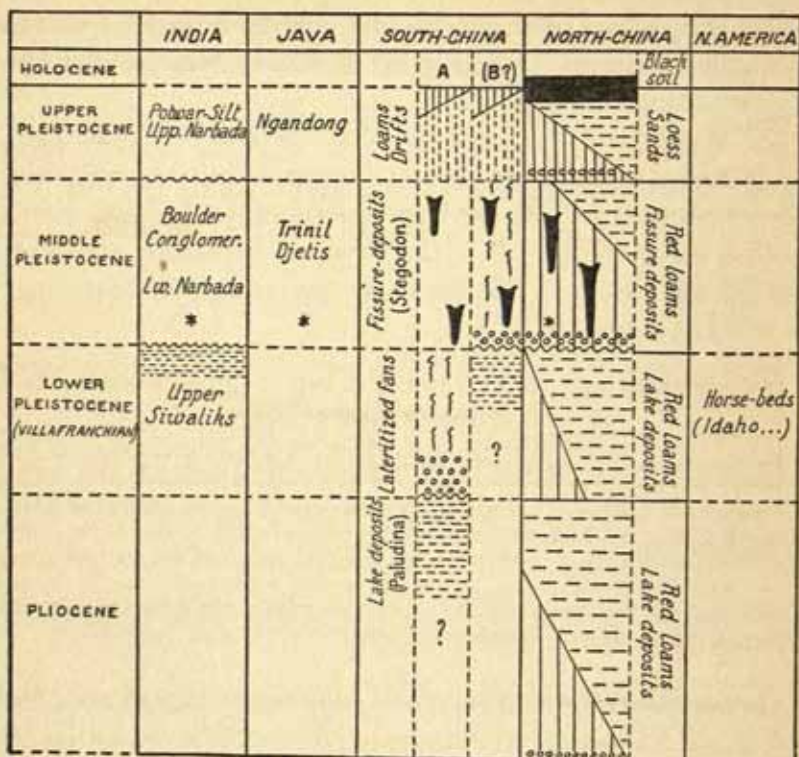 INDIA JAVA SOUTH-CHINA NORTH-CHINA N.AMERICA
HOLOCENE A (B?) Black
soil
UPPER
PLEISTOCENE
Potwar-Silt
Upp. Narbada
Ngandong
Loams
Drifts
Loess
Sands
MIDDLE
PLEISTOCENE
Boulder
Conglomer.
Lw. Narbada
*
Trinil
Djetis
*
Fissure-deposits
(Stegodon)
*
Red loams
Fissure deposits
LOWER
PLEISTOCENE
(VILLAFRANCHIAN)
Upper
Siwaliks
Lateritized fans
?
Red loams
Lake deposits
Horse-beds
(Idaho...)
PLIOCENE
Lake deposits
(Paludina)
?
Red loams
Lake deposits